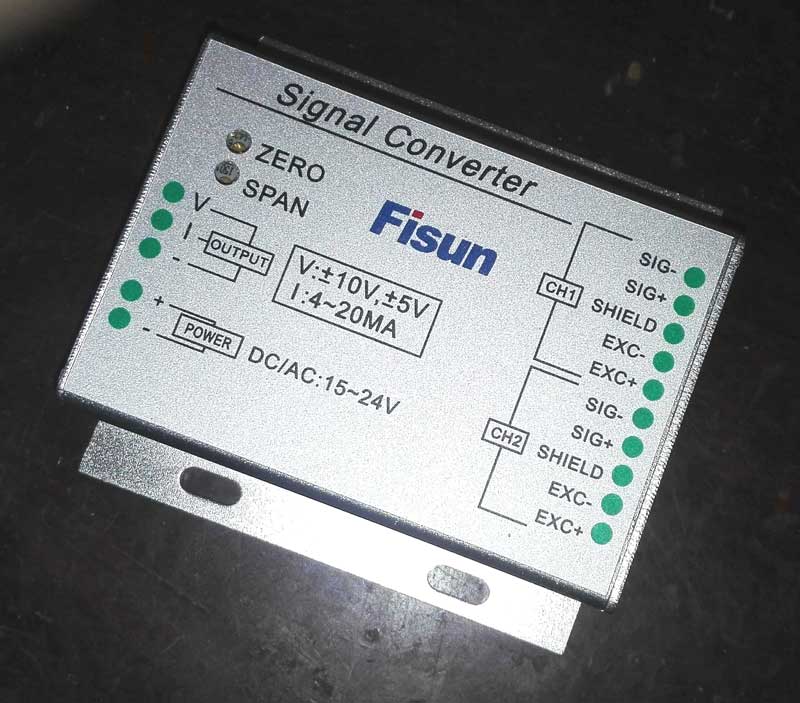 Signal Converter
ZERO
SPAN
Fisun
V
I
-
OUTPUT
V:±10V,±5V
I:4~20MA
+
-
POWER
DC/AC:15~24V
CH1
SIG-
SIG+
SHIELD
EXC-
EXC+
CH2
SIG-
SIG+
SHIELD
EXC-
EXC+